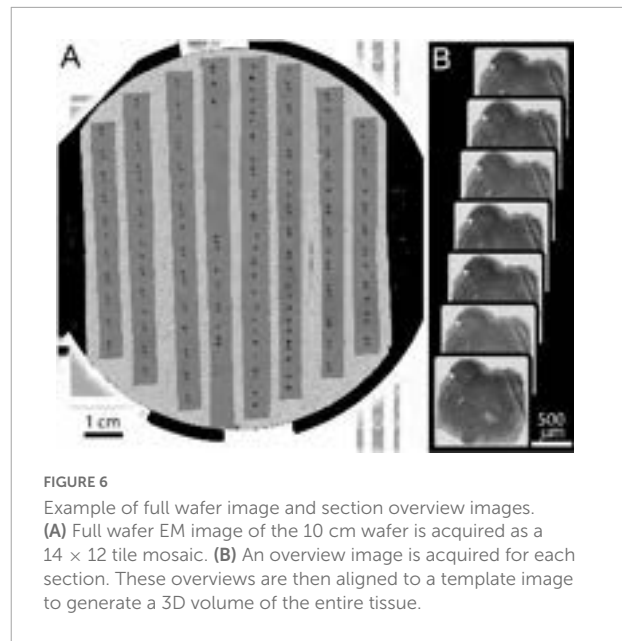 A
B
1 cm
500
µm
FIGURE 6
Example of full wafer image and section overview images.
(A) Full wafer EM image of the 10 cm wafer is acquired as a
14 × 12 tile mosaic. (B) An overview image is acquired for each
section. These overviews are then aligned to a template image
to generate a 3D volume of the entire tissue.